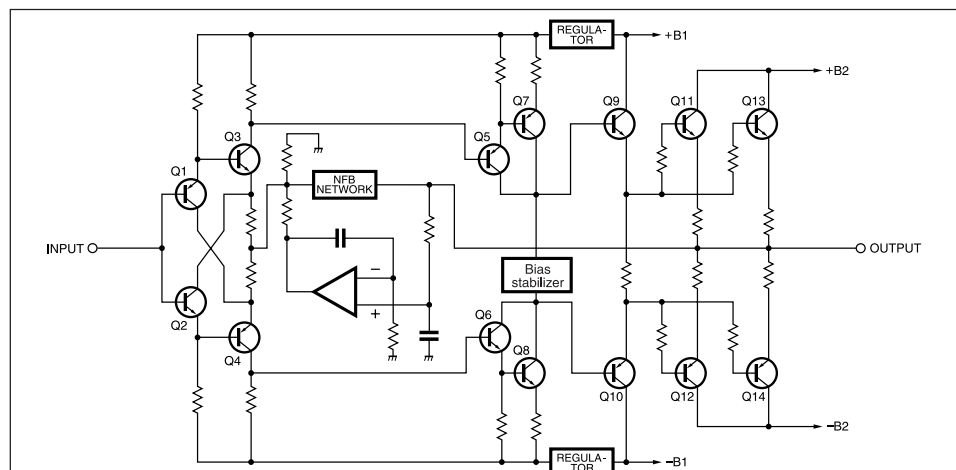 REGULA-
TOR
+B1
+B2
Q7
Q9
Q11
Q13
Q3
Q5
Q1
NFB
NETWORK
INPUT
OUTPUT
Bias
stabilizer
−
+
Q2
Q6
Q4
Q8
Q10
Q12
Q14
−B2
REGULA-
TOR
−B1